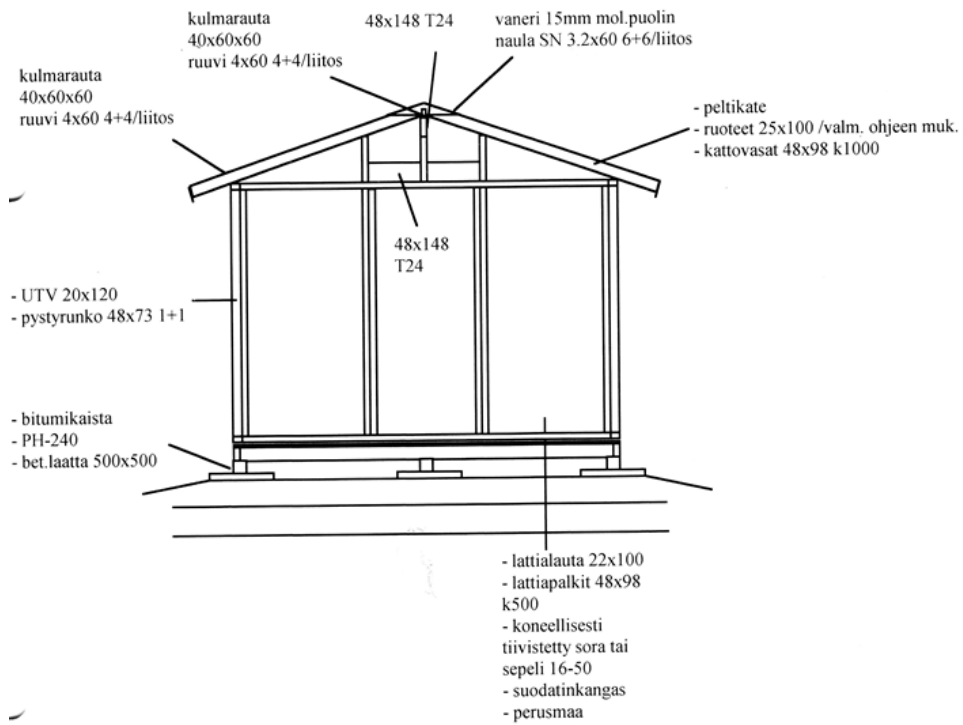 kulmarauta
40x60x60
ruuvi 4x60 4+4/liitos
48x148 T24
vaneri 15mm mol.puolin
naula SN 3.2x60 6+6/liitos
kulmarauta
40x60x60
ruuvi 4x60 4+4/liitos
- peltikate
- ruoteet 25x100 /valm. ohjeen muk.
- kattovasat 48x98 k1000
48x148
T24
- UTV 20x120
- pystyrunko 48x73 1+1
- bitumikaista
- PH-240
- bet.laatta 500x500
- lattialauta 22x100
- lattiapalkit 48x98
k500
- koneellisesti
tiivistetty sora tai
sepeli 16-50
- suodatinkangas
- perusmaa